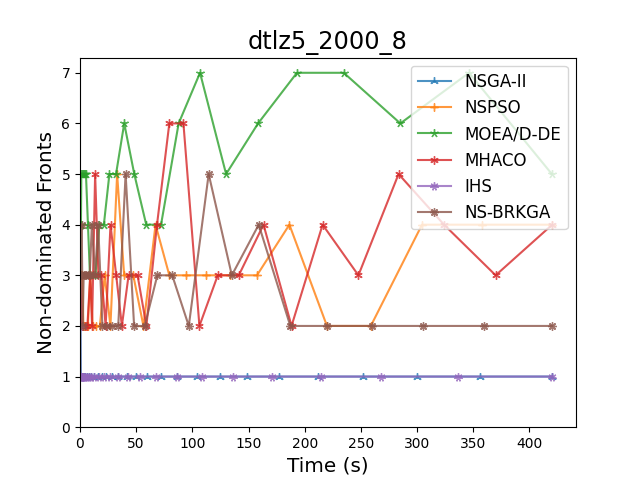 dtlz5_2000_8
Non-dominated Fronts
7
6
5
4
3
2
1
0
NSGA-II
NSPSO
MOEA/D-DE
MHACO
IHS
NS-BRKGA
0 50 100 150 200 250 300 350 400
Time (s)